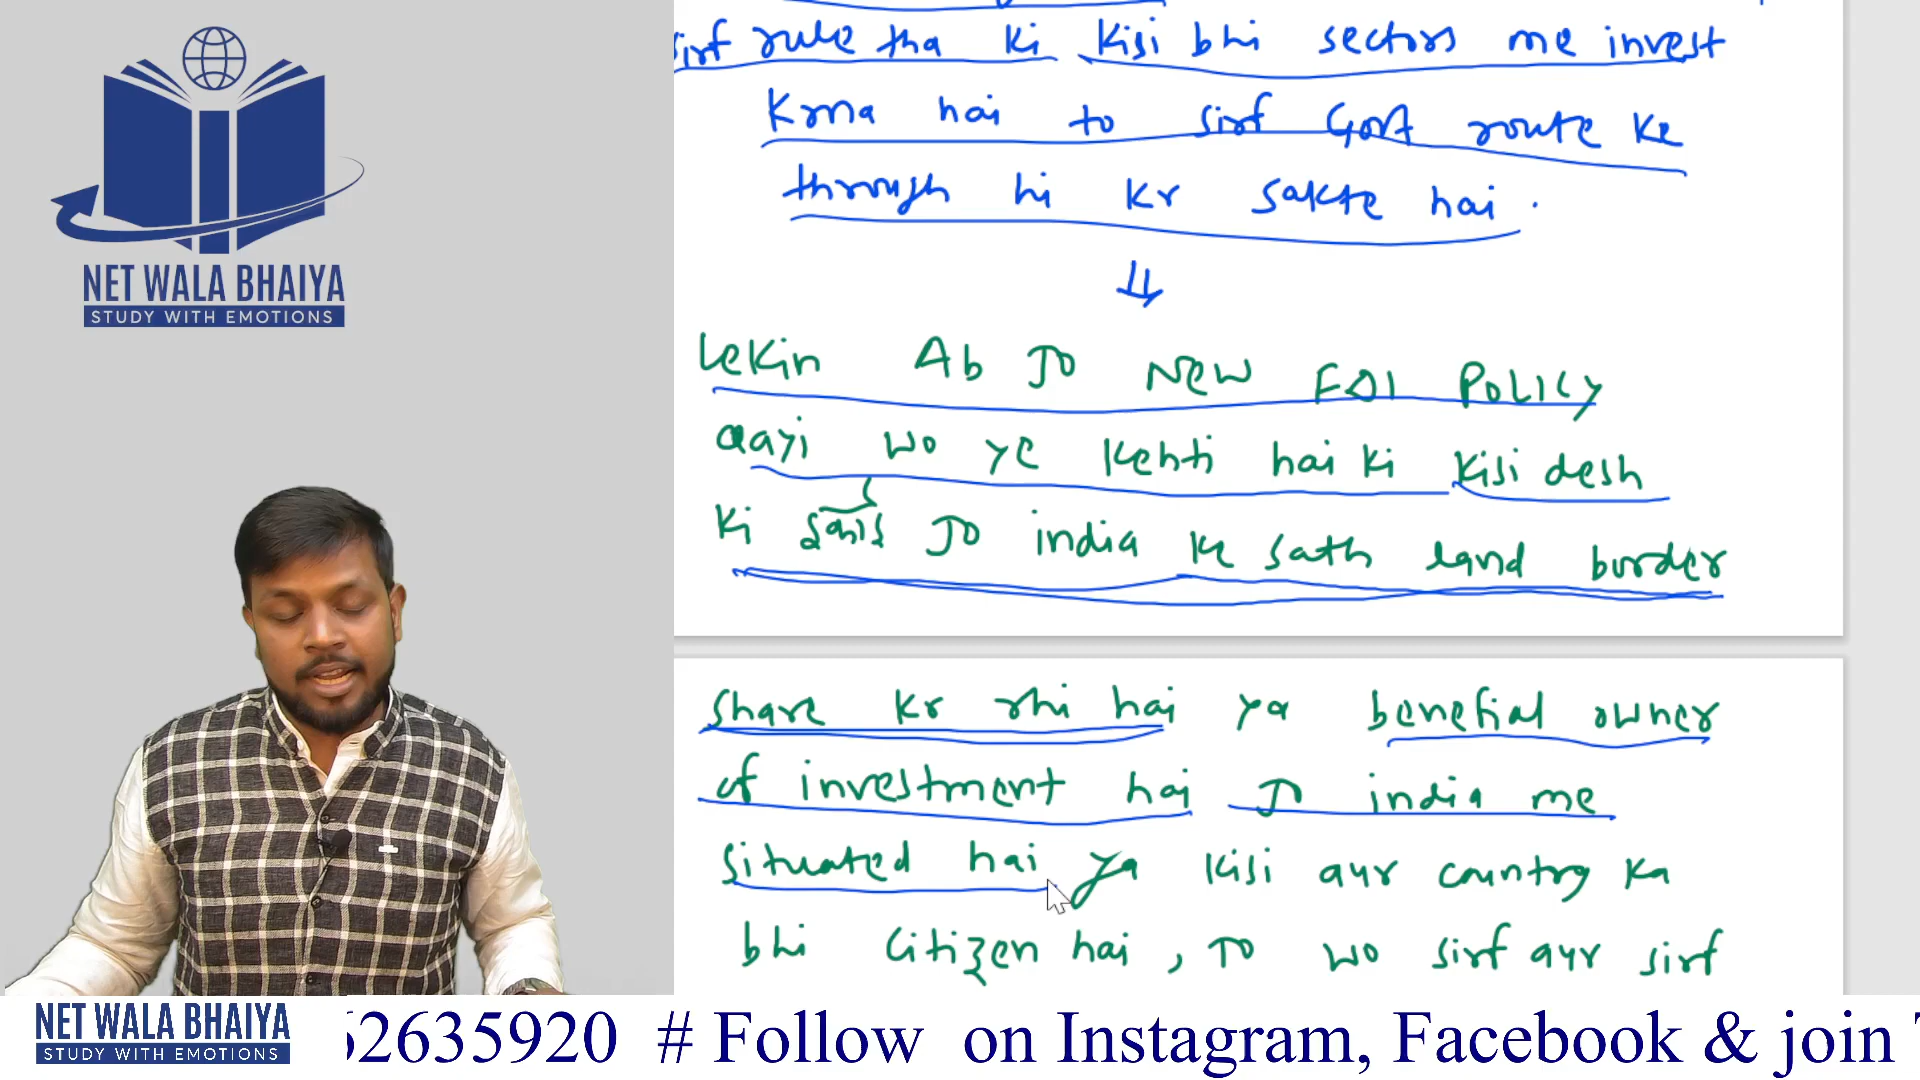 NET WALA BHAIYA
STUDY WITH EMOTIONS
sirf rule tha ki kisi bhi sectors me invest
krna hai to sirf Govt route ke
through hi kr sakte hai.
Lekin Ab JO NEW FDI POLICY
aayi wo ye kehti hai ki kisi desh
ki JO india ke sath land border
share kr rhi hai ya benefial owner
of investment hai JO india me
situated hai ya kisi aur country ka
bhi citizen hai, TO wo sirf aur sirf
NET WALA BHAIYA
STUDY WITH EMOTIONS
52635920 # Follow on Instagram, Facebook & join